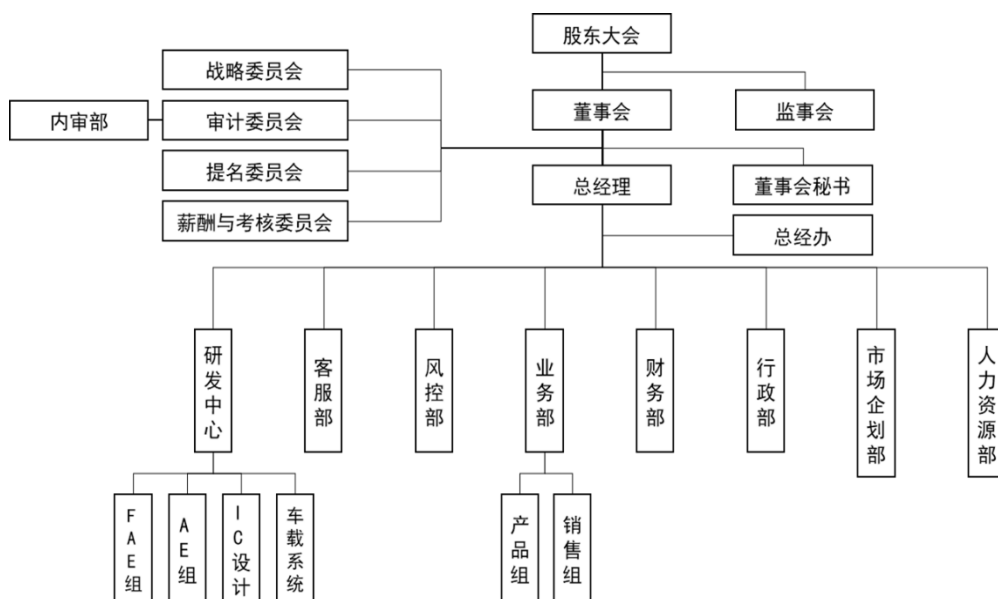 股东大会
战略委员会
董事会
监事会
内审部
审计委员会
提名委员会
总经理
董事会秘书
薪酬与考核委员会
总经办
研发中心
客服部
风控部
业务部
财务部
行政部
市场企划部
人力资源部
FAE组
AE组
IC设计
车载系统
产品组
销售组